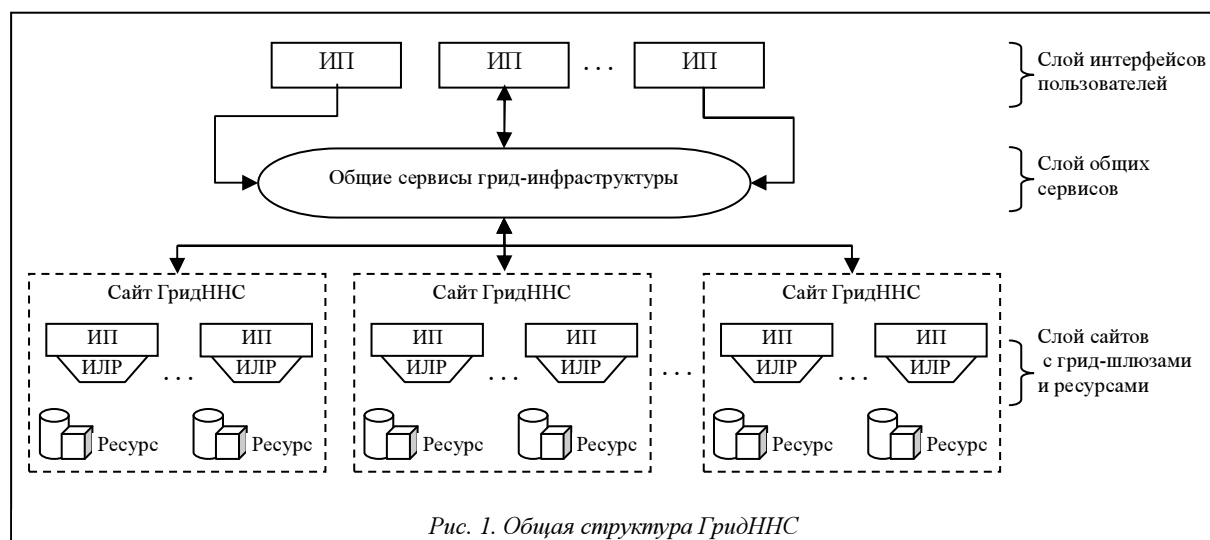 ИП ИП ... ИП
Слой интерфейсов
пользователей
Общие сервисы грид-инфраструктуры
Слой общих
сервисов
Сайт ГридННС Сайт ГридННС Сайт ГридННС
ИП ИП ИП ИП ИП ИП
ИЛР ... ИЛР ИЛР ... ИЛР ... ИЛР ... ИЛР
Слой сайтов
с грид-шлюзами
и ресурсами
Ресурс Ресурс Ресурс Ресурс Ресурс Ресурс
Рис. 1. Общая структура ГридННС